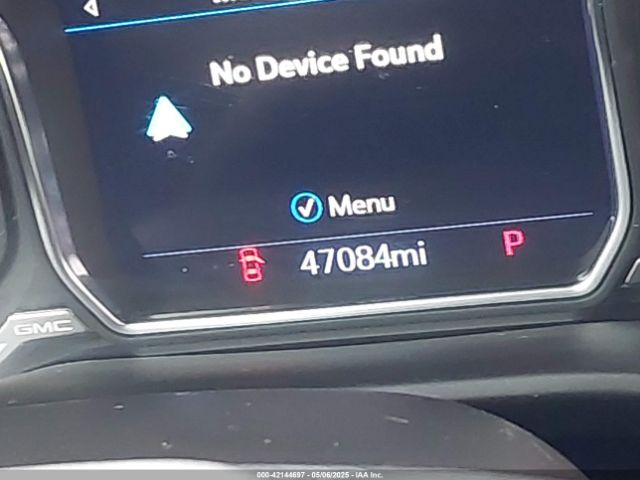 No Device Found
Menu
47084mi
P
GMC
000-42144697 - 05/06/2025 - IAA Inc.